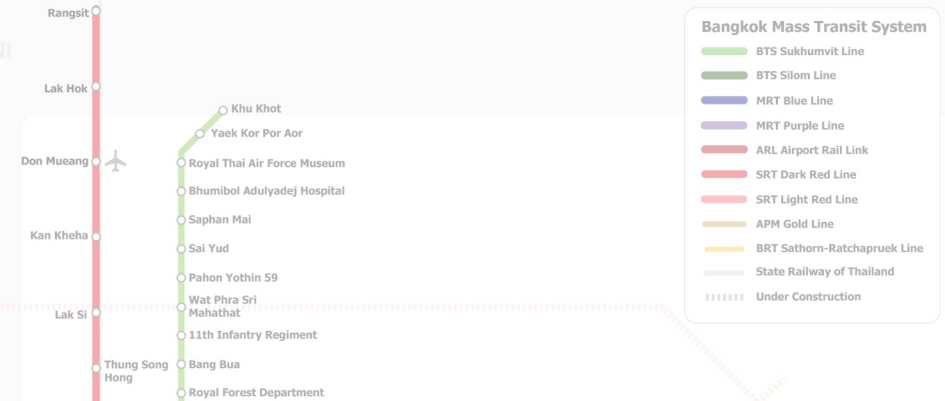 Rangsit
Lak Hok
Don Mueang
Kan Kheha
Lak Si
Thung Song
Hong
Khu Khot
Yaek Kor Por Aor
Royal Thai Air Force Museum
Bhumibol Adulyadej Hospital
Saphan Mai
Sai Yud
Pahon Yothin 59
Wat Phra Sri
Mahathat
11th Infantry Regiment
Bang Bua
Royal Forest Department
Bangkok Mass Transit System
BTS Sukhumvit Line
BTS Silom Line
MRT Blue Line
MRT Purple Line
ARL Airport Rail Link
SRT Dark Red Line
SRT Light Red Line
APM Gold Line
BRT Sathorn-Ratchapruek Line
State Railway of Thailand
Under Construction